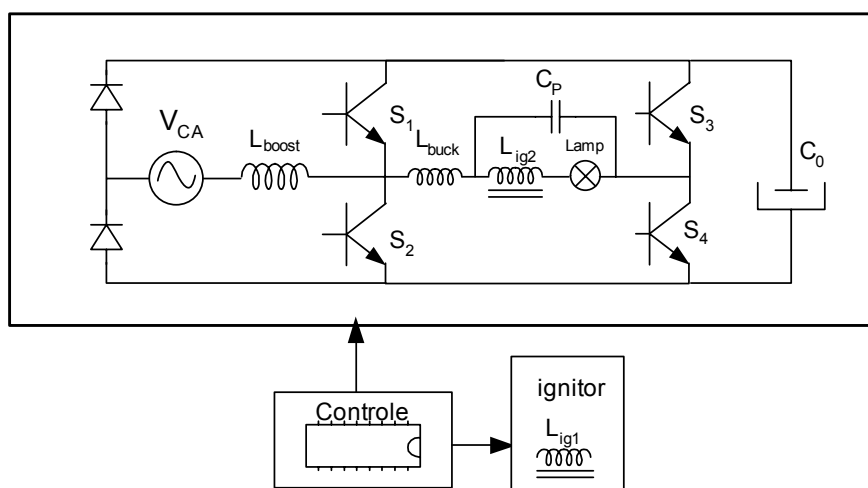 V_CA
L_boost
S_1
L_buck
C_P
L_ig2
Lamp
S_3
C_0
S_2
S_4
Controle
ignitor
L_ig1